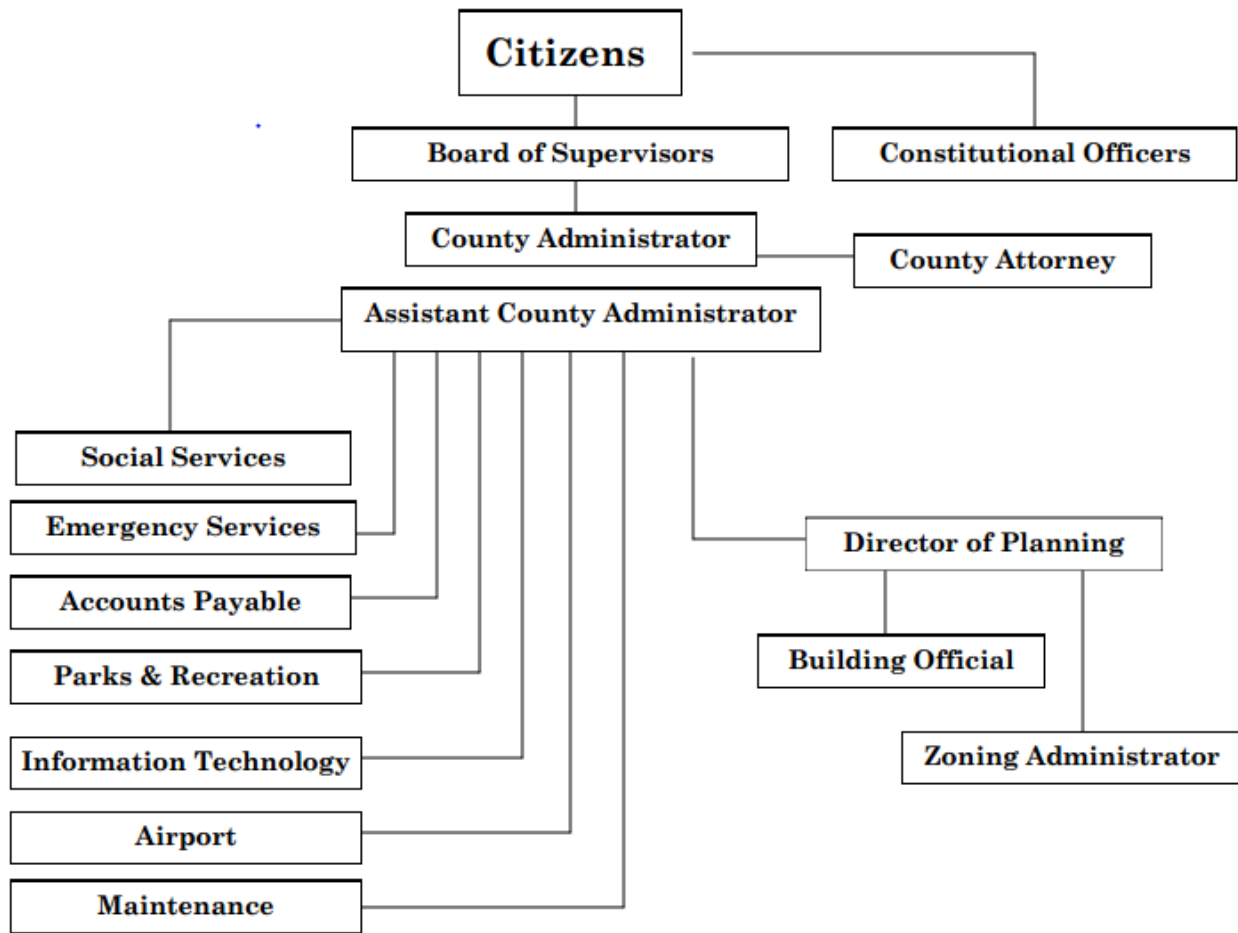 Citizens
Board of Supervisors
Constitutional Officers
County Administrator
County Attorney
Assistant County Administrator
Social Services
Emergency Services
Director of Planning
Accounts Payable
Building Official
Parks & Recreation
Information Technology
Zoning Administrator
Airport
Maintenance